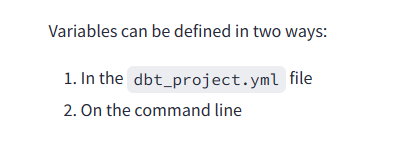 Variables can be defined in two ways:
1. In the dbt_project.yml file
2. On the command line